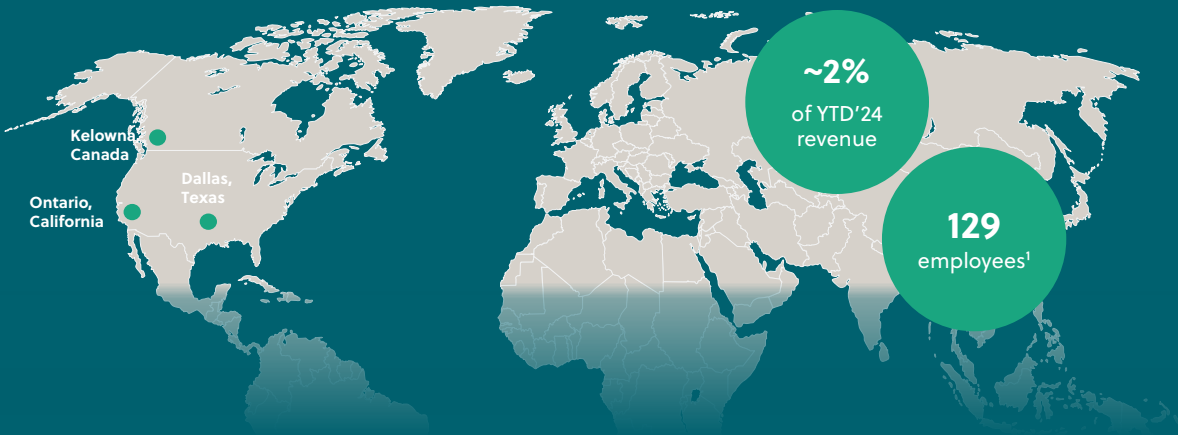 ~2%
of YTD'24
revenue
Kelowna,
Canada
Dallas,
Texas
Ontario,
California
129
employees¹